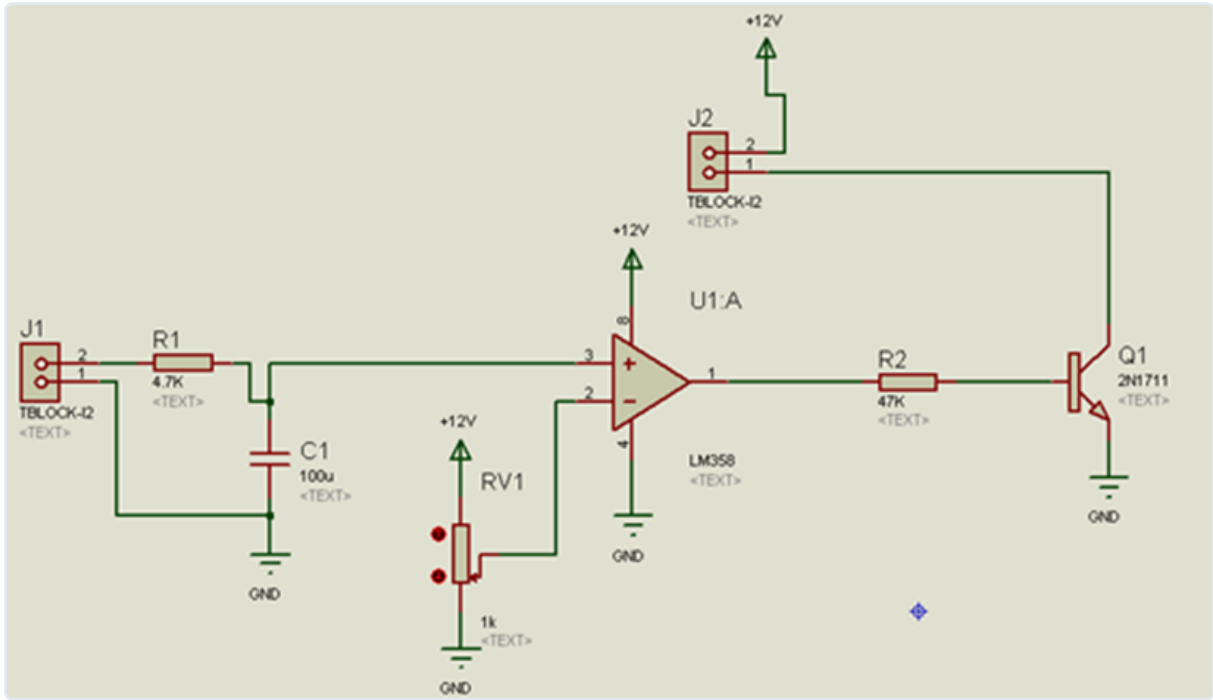 +12V
J2
2
1
TBLOCK-I2
<TEXT>
+12V
U1:A
8
J1
2
1
TBLOCK-I2
<TEXT>
R1
4.7K
<TEXT>
3
2
1
4
LM358
<TEXT>
R2
47K
<TEXT>
Q1
2N1711
<TEXT>
C1
100u
<TEXT>
+12V
RV1
1k
<TEXT>
GND
GND
GND
GND